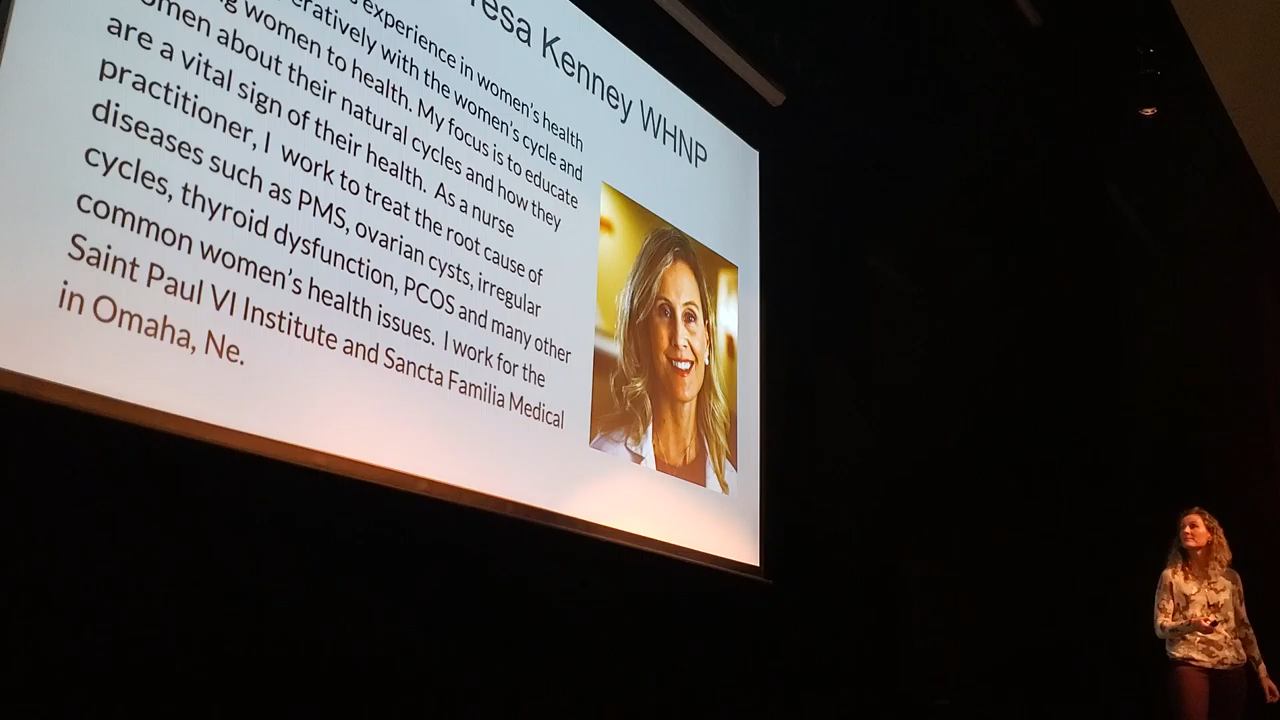 esa Kenney WHNP
experience in women's health
eratively with the women's cycle and
g women to health. My focus is to educate
omen about their natural cycles and how they
are a vital sign of their health. As a nurse
practitioner, I work to treat the root cause of
diseases such as PMS, ovarian cysts, irregular
cycles, thyroid dysfunction, PCOS and many other
common women's health issues. I work for the
Saint Paul VI Institute and Sancta Familia Medical
in Omaha, Ne.